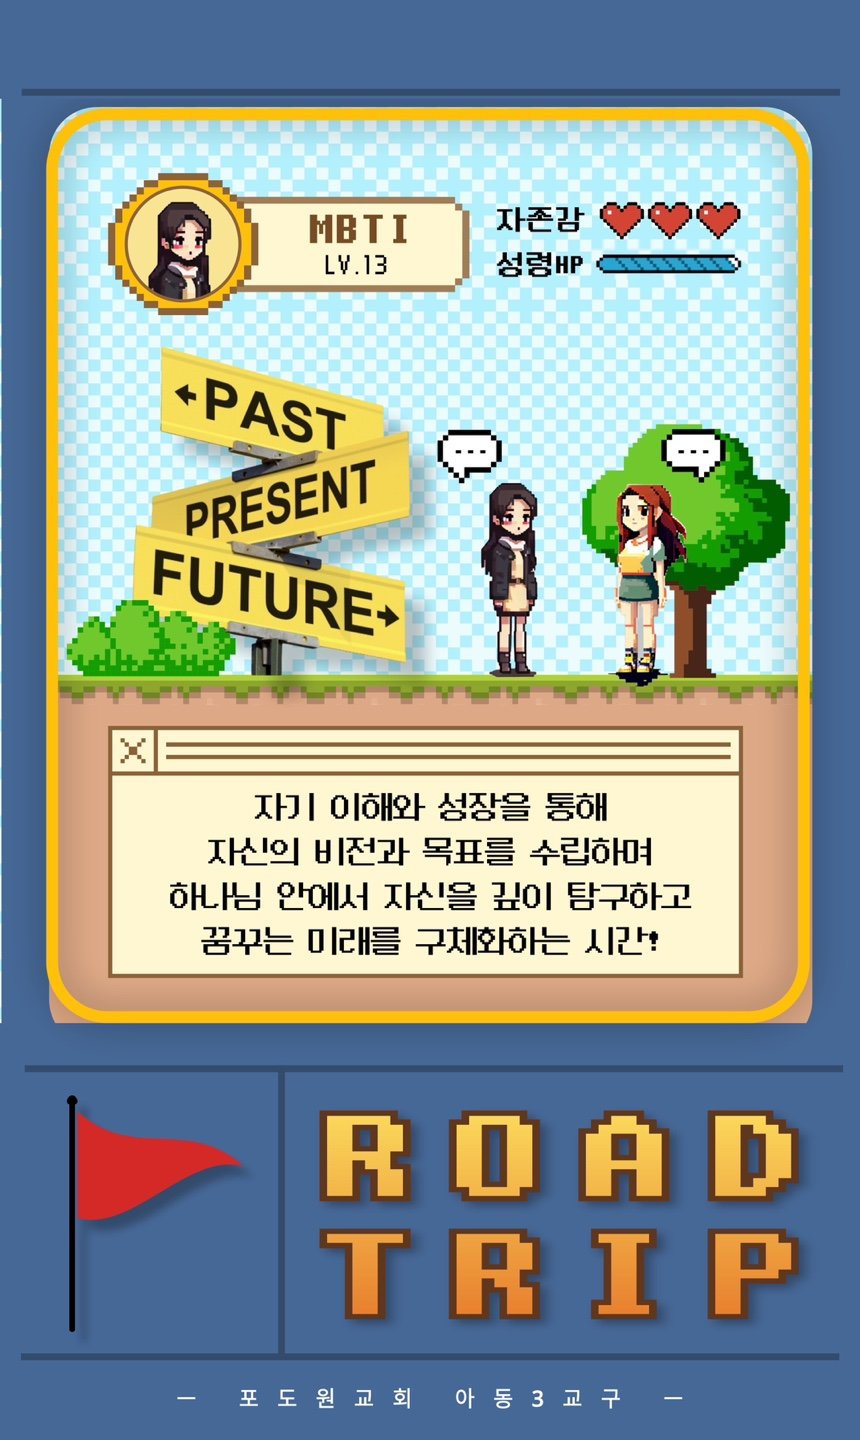 MBTI
LV.13
자존감
성령HP
←PAST
PRESENT
FUTURE→
자기 이해와 성장을 통해
자신의 비전과 목표를 수립하며
하나님 안에서 자신을 깊이 탐구하고
꿈꾸는 미래를 구체화하는 시간!
ROAD
TRIP
— 포도원교회 아동3교구 —